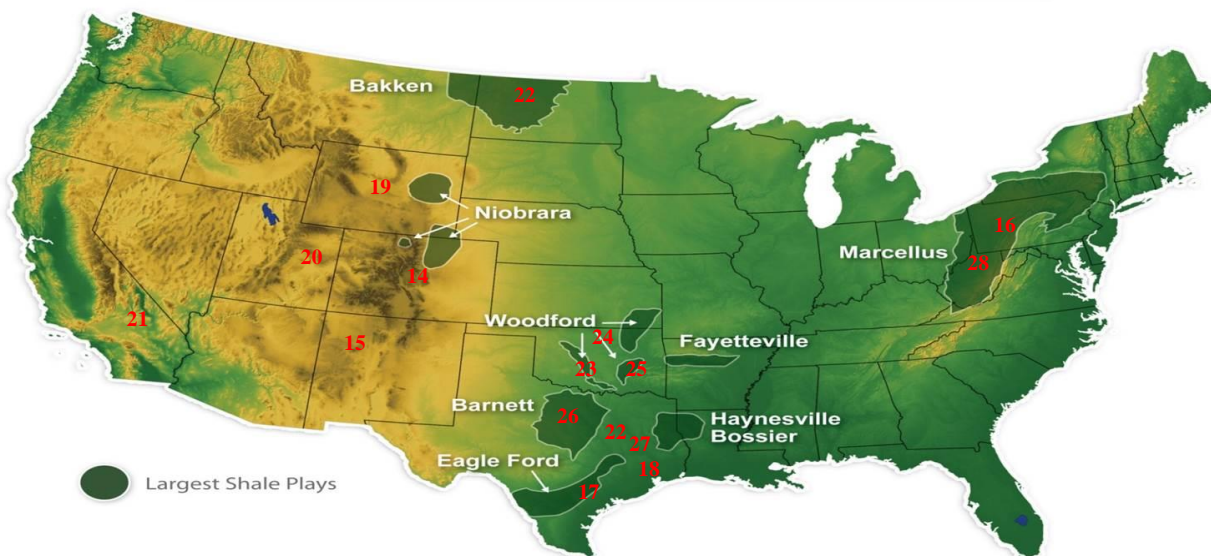 Bakken
22
19
Niobrara
16
Marcellus
20
14
28
21
15
Woodford
24
Fayetteville
23
25
Barnett
26
Haynesville
Bossier
22
27
Eagle Ford
18
Largest Shale Plays
17